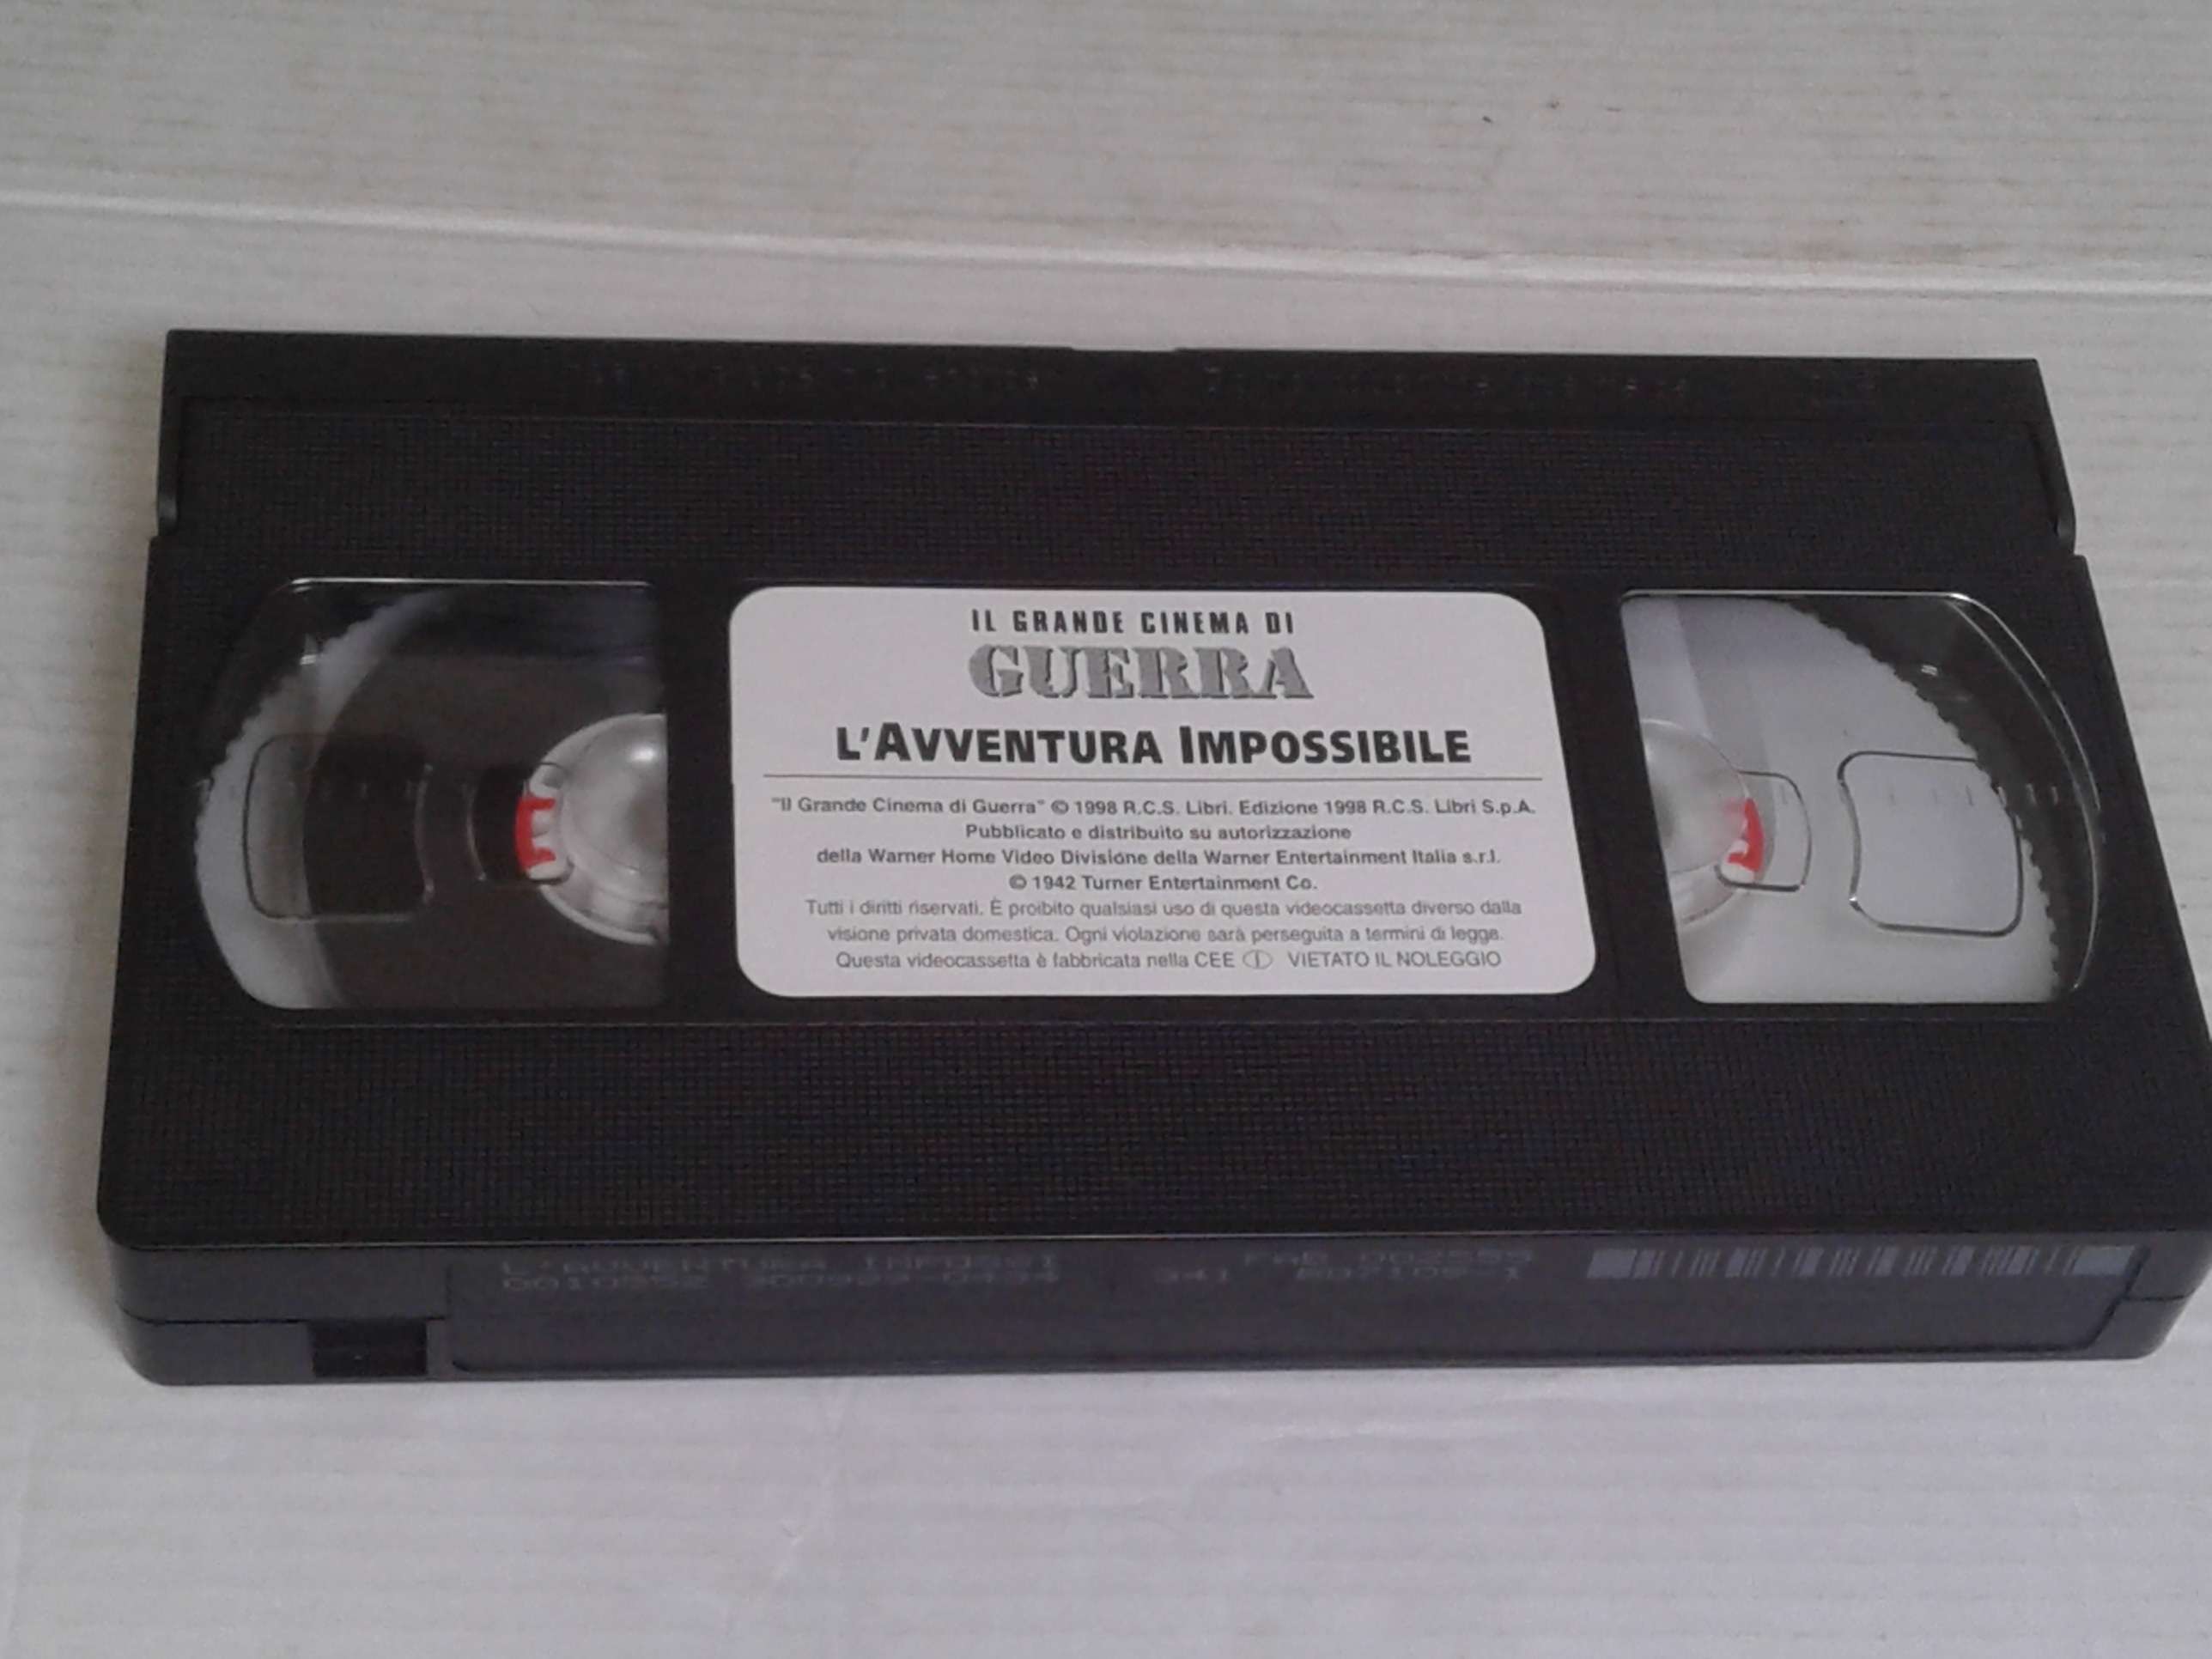 IL GRANDE CINEMA DI
GUERRA
L'AVVENTURA IMPOSSIBILE
"Il Grande Cinema di Guerra" © 1998 R.C.S. Libri. Edizione 1998 R.C.S. Libri S.p.A.
Pubblicato e distribuito su autorizzazione
della Warner Home Video Divisione della Warner Entertainment Italia s.r.l.
© 1942 Turner Entertainment Co.
Tutti i diritti riservati. È proibito qualsiasi uso di questa videocassetta diverso dalla
visione privata domestica. Ogni violazione sarà perseguita a termini di legge.
Questa videocassetta è fabbricata nella CEE Ⓘ VIETATO IL NOLEGGIO
L'AVVENTURA IMPOSSI